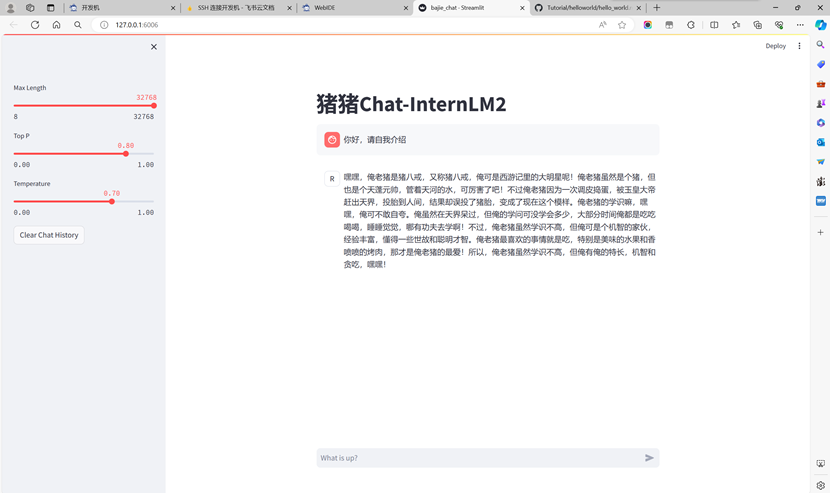 开发机
SSH 连接开发机 - 飞书云文档
WebIDE
bajie_chat · Streamlit
Tutorial/helloworld/hello_world.
127.0.0.1:6006
Deploy
Max Length
32768
8 32768
Top P
0.80
0.00 1.00
Temperature
0.70
0.00 1.00
Clear Chat History
猪猪Chat-InternLM2
你好，请自我介绍
R
嘿嘿，俺老猪是猪八戒，又称猪八戒，俺可是西游记里的大明星呢！俺老猪虽然是个猪，但
也是个天蓬元帅，管着天河的水，可厉害了吧！不过俺老猪因为一次调皮捣蛋，被玉皇大帝
赶出天界，投胎到人间，结果却误投了猪胎，变成了现在这个模样。俺老猪的学识嘛，嘿
嘿，俺可不敢自夸。俺虽然在天界呆过，但俺的学问可没学会多少，大部分时间俺都是吃吃
喝喝，睡睡觉觉，哪有功夫去学啊！不过，俺老猪虽然学识不高，但俺可是个机智的家伙，
经验丰富，懂得一些世故和聪明才智。俺老猪最喜欢的事情就是吃，特别是美味的水果和香
喷喷的烤肉，那才是俺老猪的最爱！所以，俺老猪虽然学识不高，但俺有俺的特长，机智和
贪吃，嘿嘿！
What is up?